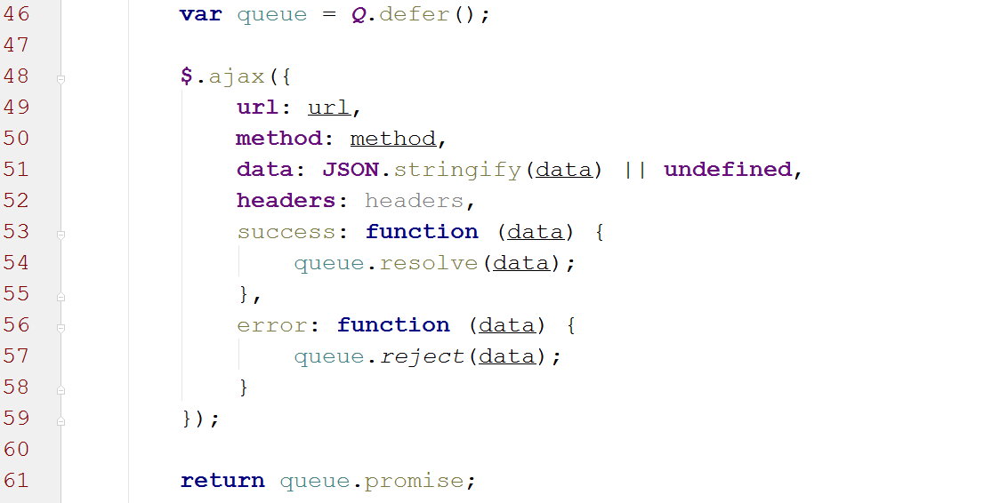 46 var queue = Q.defer();
47
48 $.ajax({
49 url: url,
50 method: method,
51 data: JSON.stringify(data) || undefined,
52 headers: headers,
53 success: function (data) {
54 queue.resolve(data);
55 },
56 error: function (data) {
57 queue.reject(data);
58 }
59 });
60
61 return queue.promise;